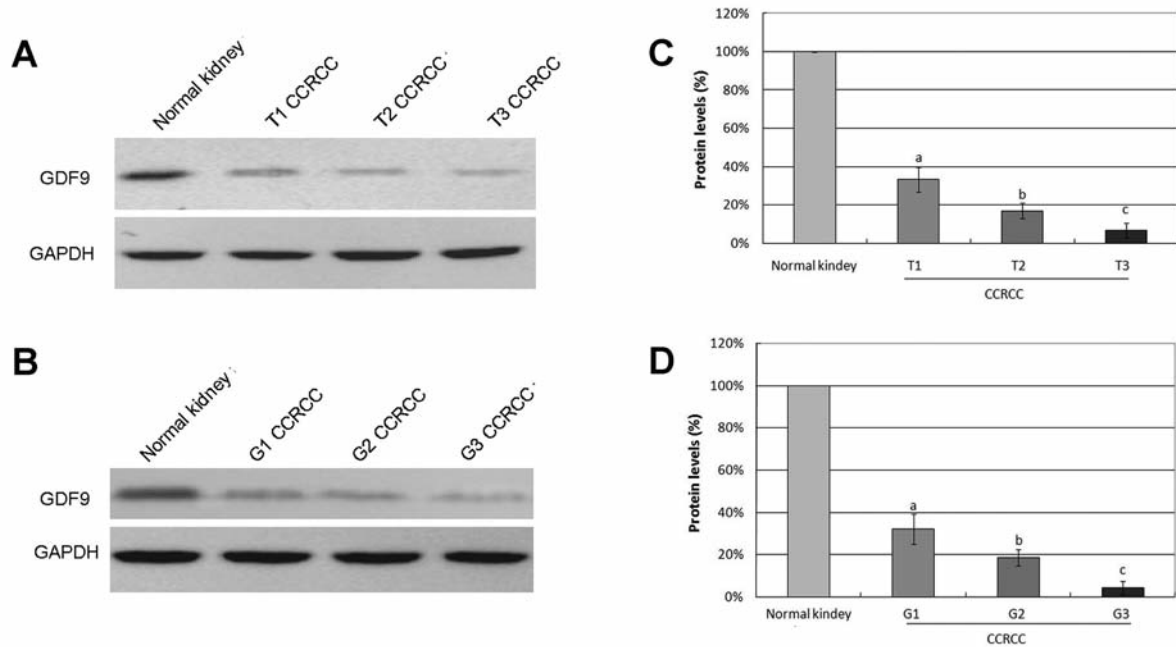 A
Normal kidney
T1 CCRCC
T2 CCRCC
T3 CCRCC
GDF9
GAPDH
B
Normal kidney
G1 CCRCC
G2 CCRCC
G3 CCRCC
GDF9
GAPDH
C
Protein levels (%)
120%
100%
80%
60%
40%
20%
0%
a
b
c
Normal kindey
T1
T2
T3
CCRCC
D
Protein levels (%)
120%
100%
80%
60%
40%
20%
0%
a
b
c
Normal kindey
G1
G2
G3
CCRCC